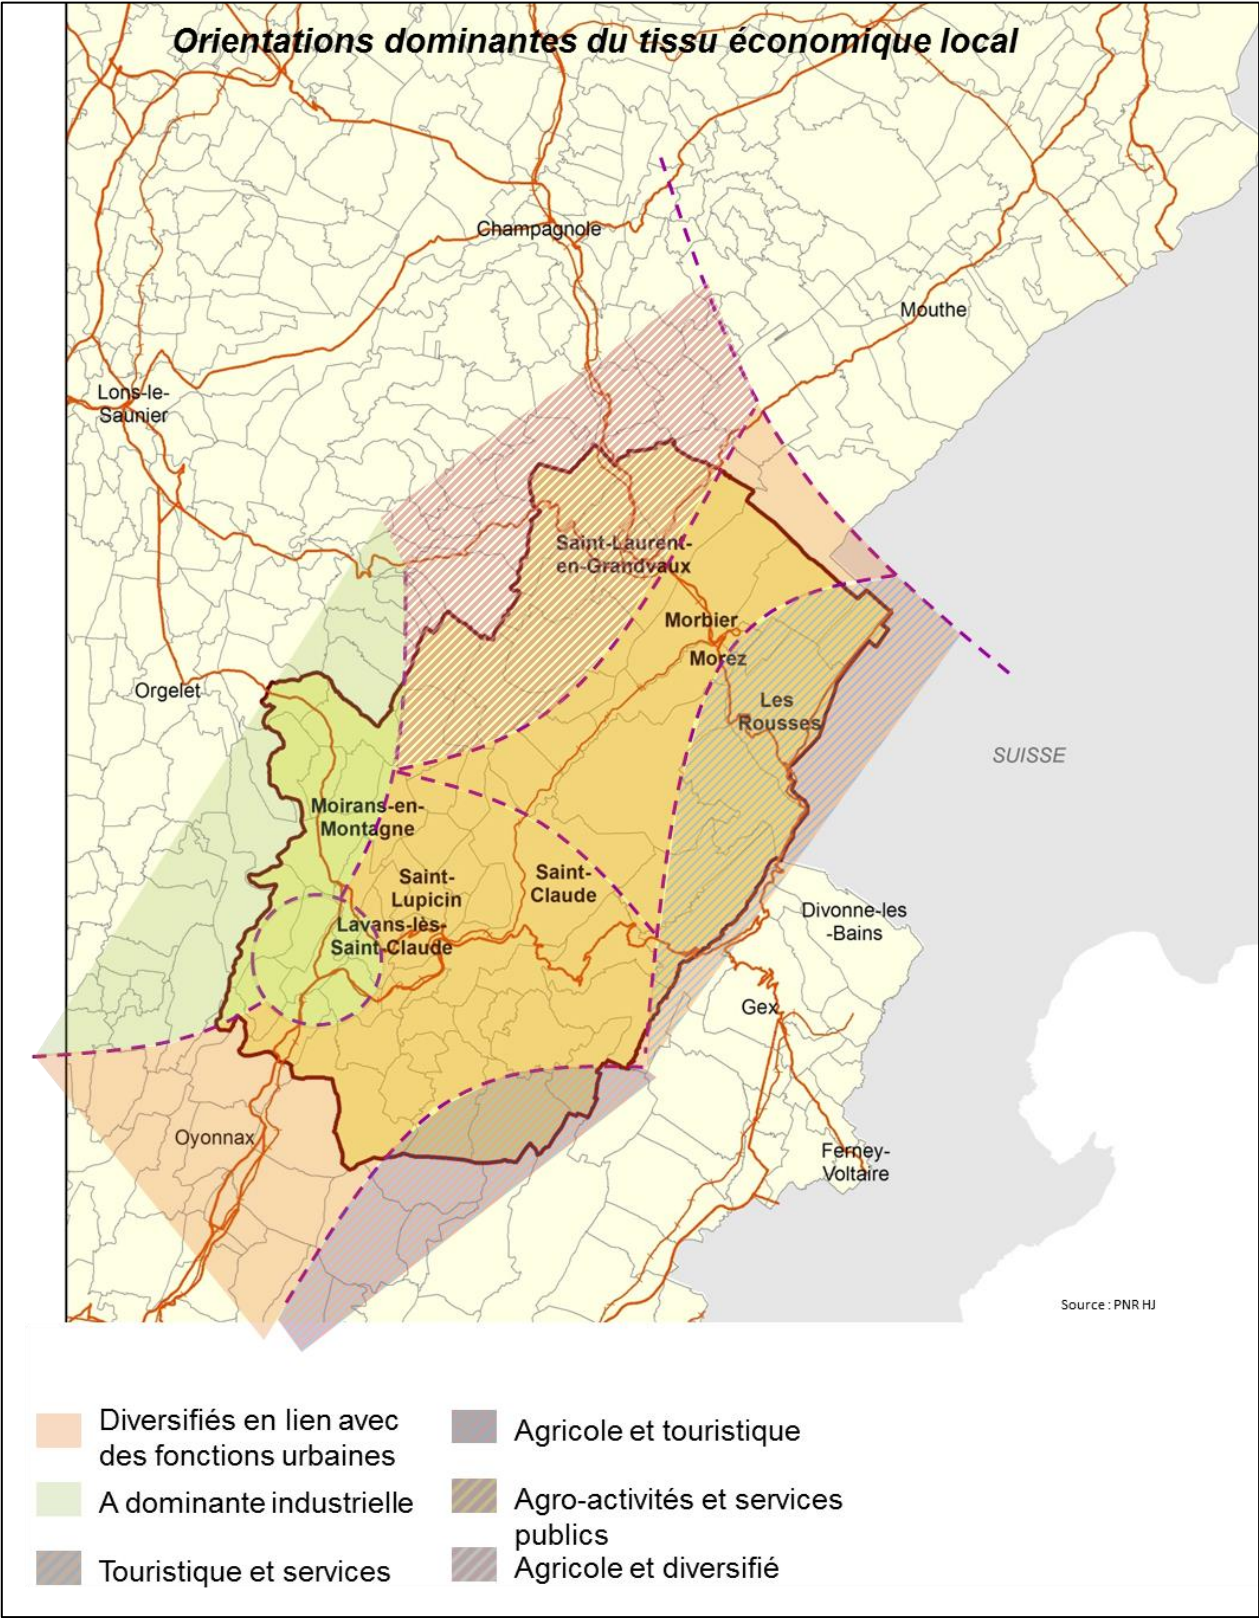 Orientations dominantes du tissu économique local
Champagnole
Mouthe
Lons-le-
Saunier
Saint-Laurent-
en-Grandvaux
Morbier
Morez
Orgelet
Les
Rousses
SUISSE
Moirans-en-
Montagne
Saint-
Lupicin
Saint-
Claude
Lavans-lès-
Saint-Claude
Divonne-les
-Bains
Gex
Oyonnax
Ferney-
Voltaire
Source : PNR HJ
Diversifiés en lien avec
des fonctions urbaines
A dominante industrielle
Touristique et services
Agricole et touristique
Agro-activités et services
publics
Agricole et diversifié